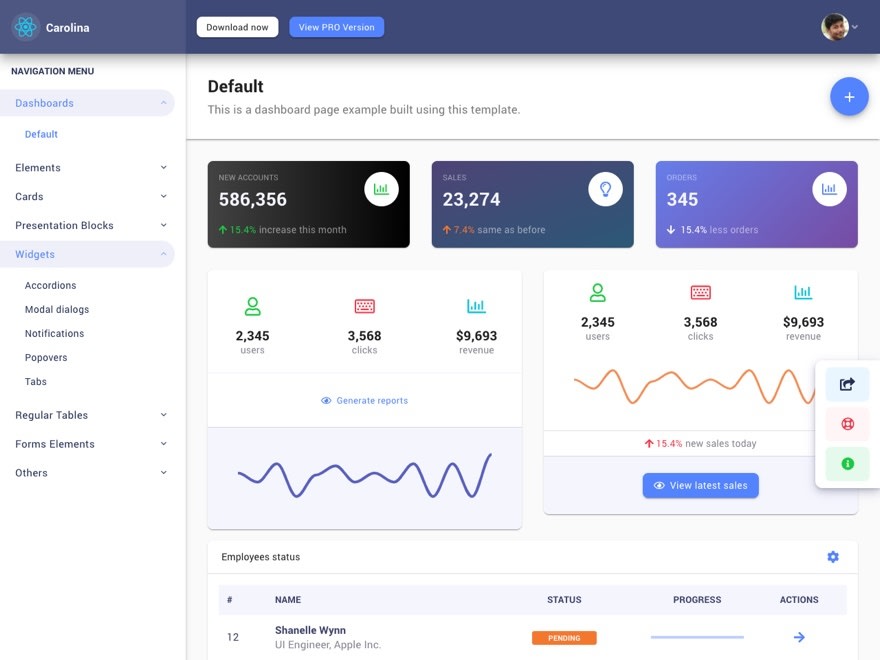 Carolina
Download now
View PRO Version
NAVIGATION MENU
Dashboards
Default
Elements
Cards
Presentation Blocks
Widgets
Accordions
Modal dialogs
Notifications
Popovers
Tabs
Regular Tables
Forms Elements
Others
Default
This is a dashboard page example built using this template.
NEW ACCOUNTS
586,356
15.4% increase this month
SALES
23,274
7.4% same as before
ORDERS
345
15.4% less orders
2,345
users
3,568
clicks
$9,693
revenue
Generate reports
2,345
users
3,568
clicks
$9,693
revenue
15.4% new sales today
View latest sales
Employees status
# NAME STATUS PROGRESS ACTIONS
12 Shanelle Wynn PENDING
UI Engineer, Apple Inc.